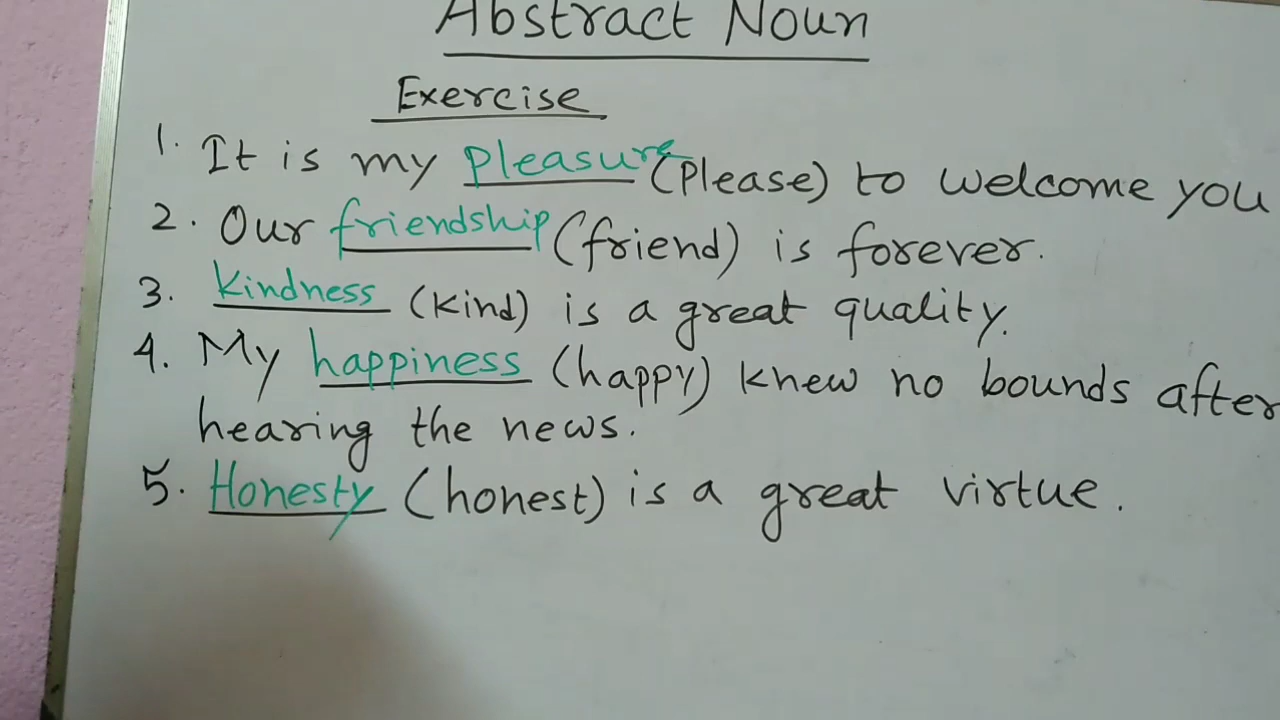 Abstract Noun
Exercise
1. It is my pleasure (Please) to welcome you
2. Our friendship (friend) is forever.
3. Kindness (Kind) is a great quality.
4. My happiness (happy) knew no bounds after
hearing the news.
5. Honesty (honest) is a great virtue.